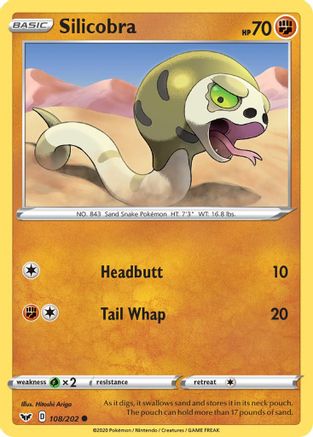 BASIC Silicobra HP 70
NO. 843 Sand Snake Pokémon HT: 7'3" WT: 16.8 lbs.
Headbutt 10
Tail Whap 20
weakness ×2 resistance retreat
Illus. Hitoshi Ariga
D 108/202
As it digs, it swallows sand and stores it in its neck pouch.
The pouch can hold more than 17 pounds of sand.
©2020 Pokémon / Nintendo / Creatures / GAME FREAK